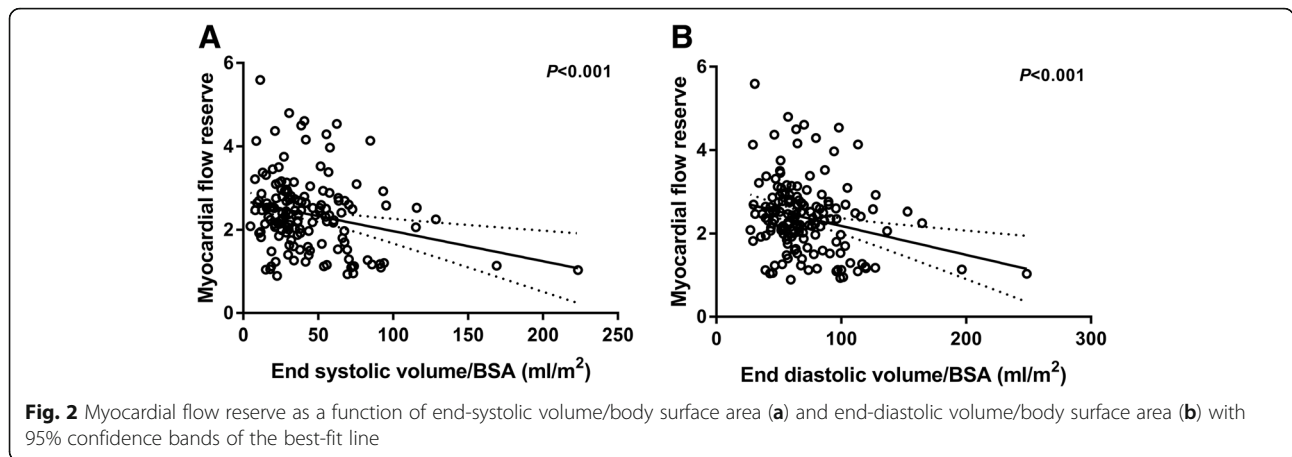 A
6
4
2
0
Myocardial flow reserve
P<0.001
0 50 100 150 200 250
End systolic volume/BSA (ml/m²)
B
6
4
2
0
Myocardial flow reserve
P<0.001
0 100 200 300
End diastolic volume/BSA (ml/m²)
Fig. 2 Myocardial flow reserve as a function of end-systolic volume/body surface area (a) and end-diastolic volume/body surface area (b) with
95% confidence bands of the best-fit line